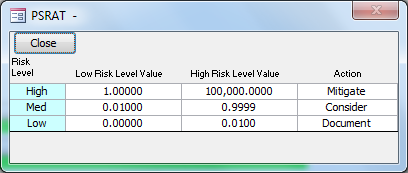 PSRAT -
Close
Risk Level Low Risk Level Value High Risk Level Value Action
High 1.00000 100,000.0000 Mitigate
Med 0.01000 0.9999 Consider
Low 0.00000 0.0100 Document